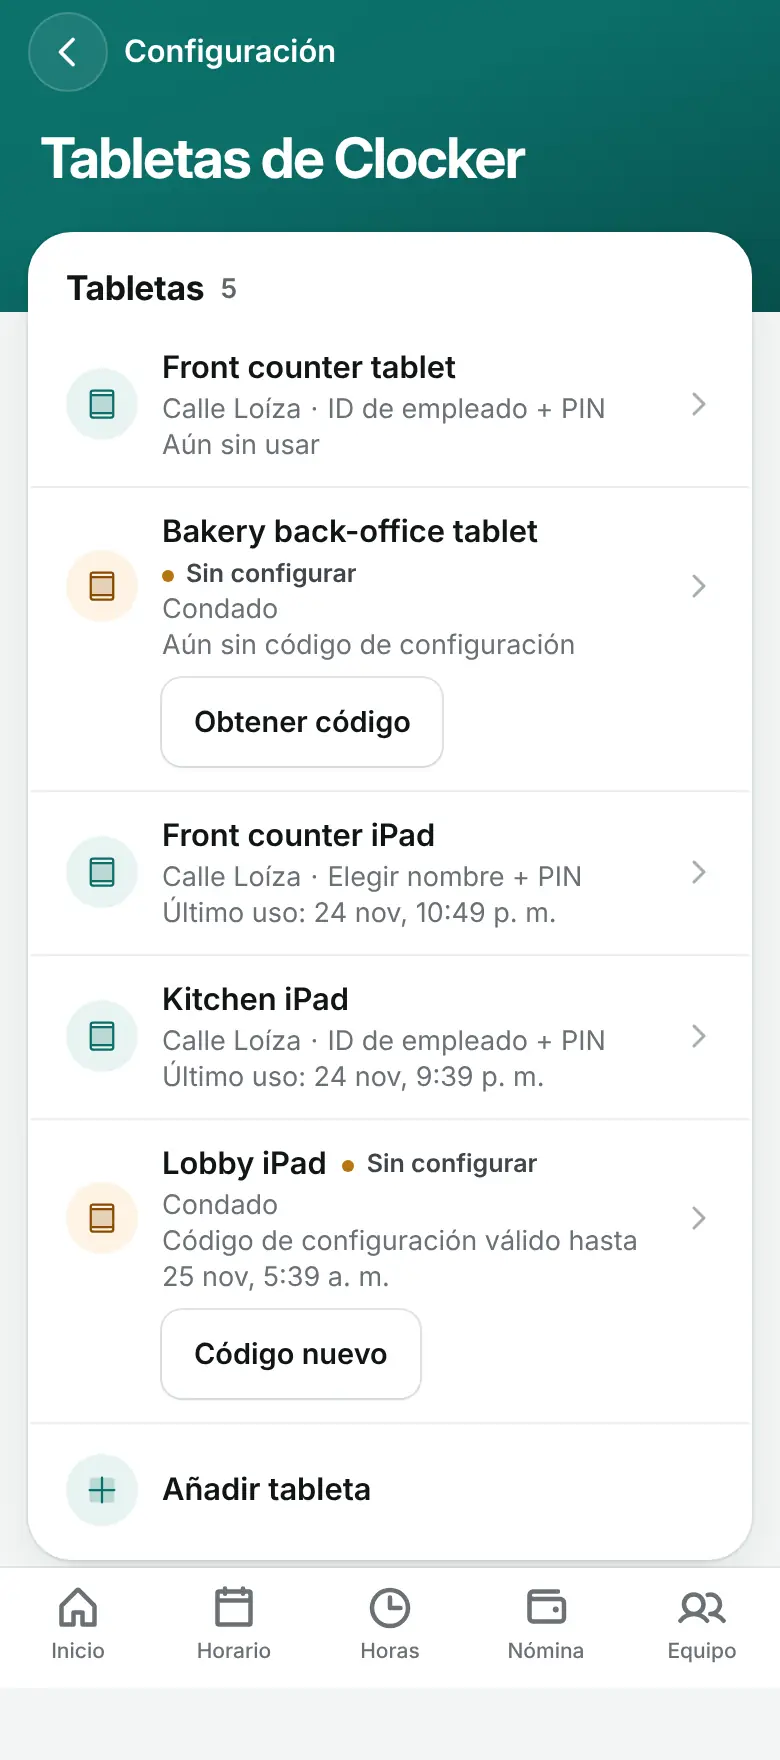 Configuración
Tabletas de Clocker
Tabletas 5
Front counter tablet
Calle Loíza · ID de empleado + PIN
Aún sin usar
Bakery back-office tablet
Sin configurar
Condado
Aún sin código de configuración
Obtener código
Front counter iPad
Calle Loíza · Elegir nombre + PIN
Último uso: 24 nov, 10:49 p. m.
Kitchen iPad
Calle Loíza · ID de empleado + PIN
Último uso: 24 nov, 9:39 p. m.
Lobby iPad Sin configurar
Condado
Código de configuración válido hasta
25 nov, 5:39 a. m.
Código nuevo
Añadir tableta
Inicio Horario Horas Nómina Equipo